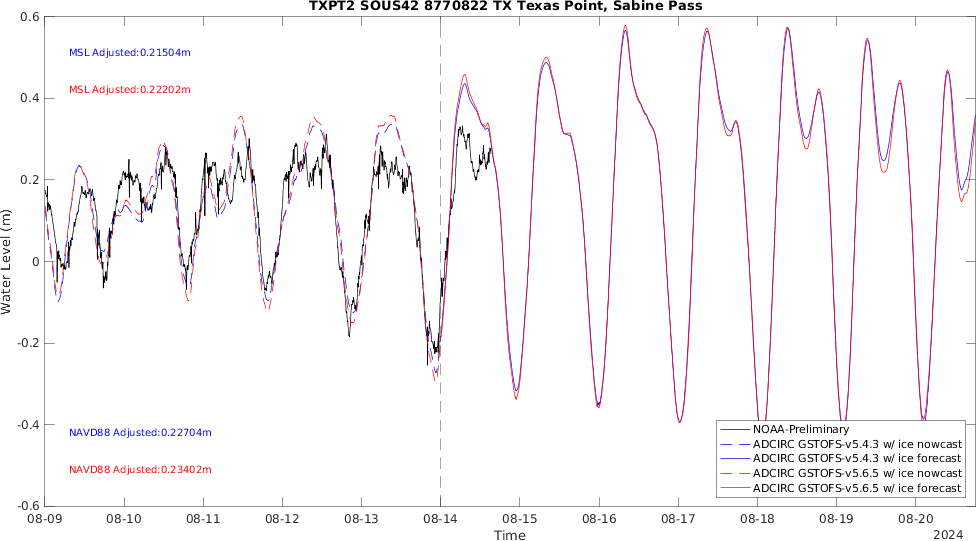 TXPT2 SOUS42 8770822 TX Texas Point, Sabine Pass
0.6
0.4
0.2
0
-0.2
-0.4
-0.6
Water Level (m)
MSL Adjusted:0.21504m
MSL Adjusted:0.22202m
NAVD88 Adjusted:0.22704m
NAVD88 Adjusted:0.23402m
NOAA-Preliminary
ADCIRC GSTOFS-v5.4.3 w/ ice nowcast
ADCIRC GSTOFS-v5.4.3 w/ ice forecast
ADCIRC GSTOFS-v5.6.5 w/ ice nowcast
ADCIRC GSTOFS-v5.6.5 w/ ice forecast
08-09 08-10 08-11 08-12 08-13 08-14 08-15 08-16 08-17 08-18 08-19 08-20
Time
2024